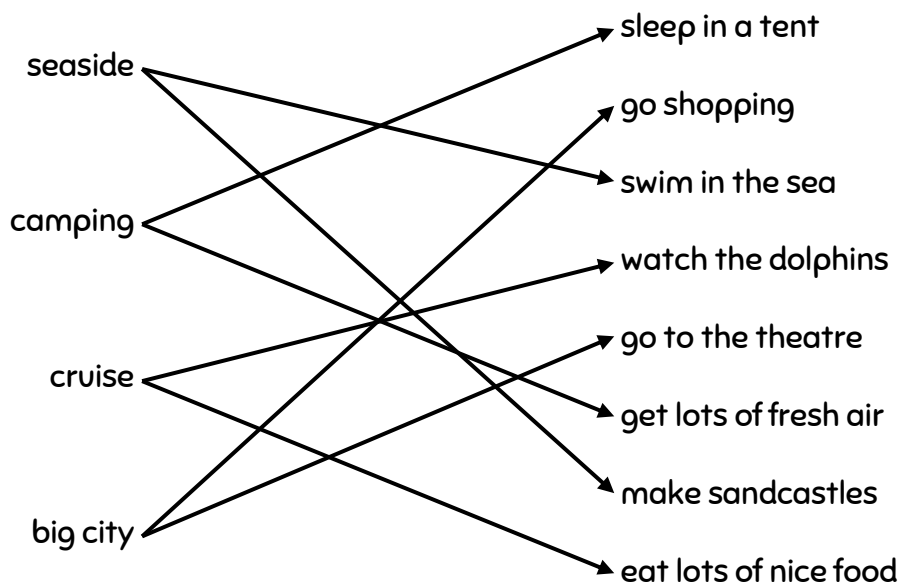 seaside
camping
cruise
big city
sleep in a tent
go shopping
swim in the sea
watch the dolphins
go to the theatre
get lots of fresh air
make sandcastles
eat lots of nice food